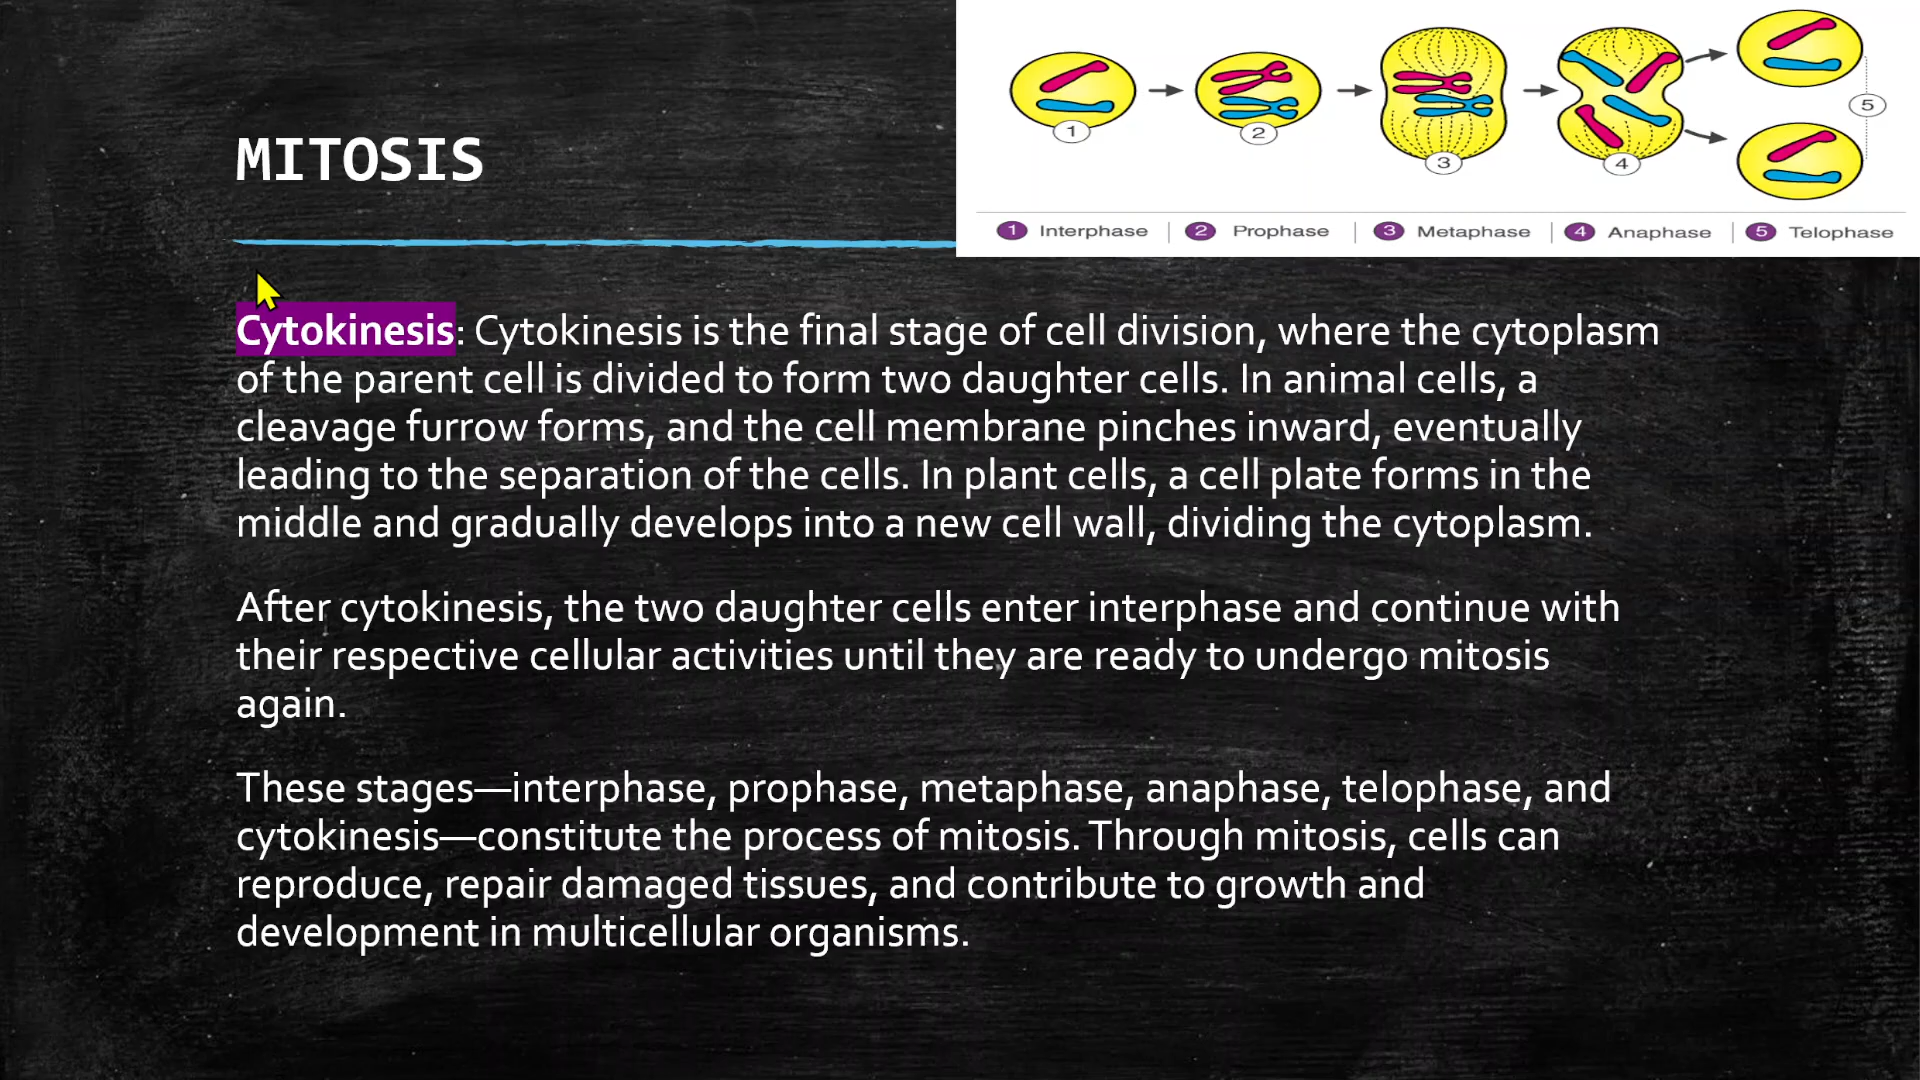 MITOSIS
1
2
3
4
5
1 Interphase | 2 Prophase | 3 Metaphase | 4 Anaphase | 5 Telophase
Cytokinesis: Cytokinesis is the final stage of cell division, where the cytoplasm
of the parent cell is divided to form two daughter cells. In animal cells, a
cleavage furrow forms, and the cell membrane pinches inward, eventually
leading to the separation of the cells. In plant cells, a cell plate forms in the
middle and gradually develops into a new cell wall, dividing the cytoplasm.
After cytokinesis, the two daughter cells enter interphase and continue with
their respective cellular activities until they are ready to undergo mitosis
again.
These stages—interphase, prophase, metaphase, anaphase, telophase, and
cytokinesis—constitute the process of mitosis. Through mitosis, cells can
reproduce, repair damaged tissues, and contribute to growth and
development in multicellular organisms.